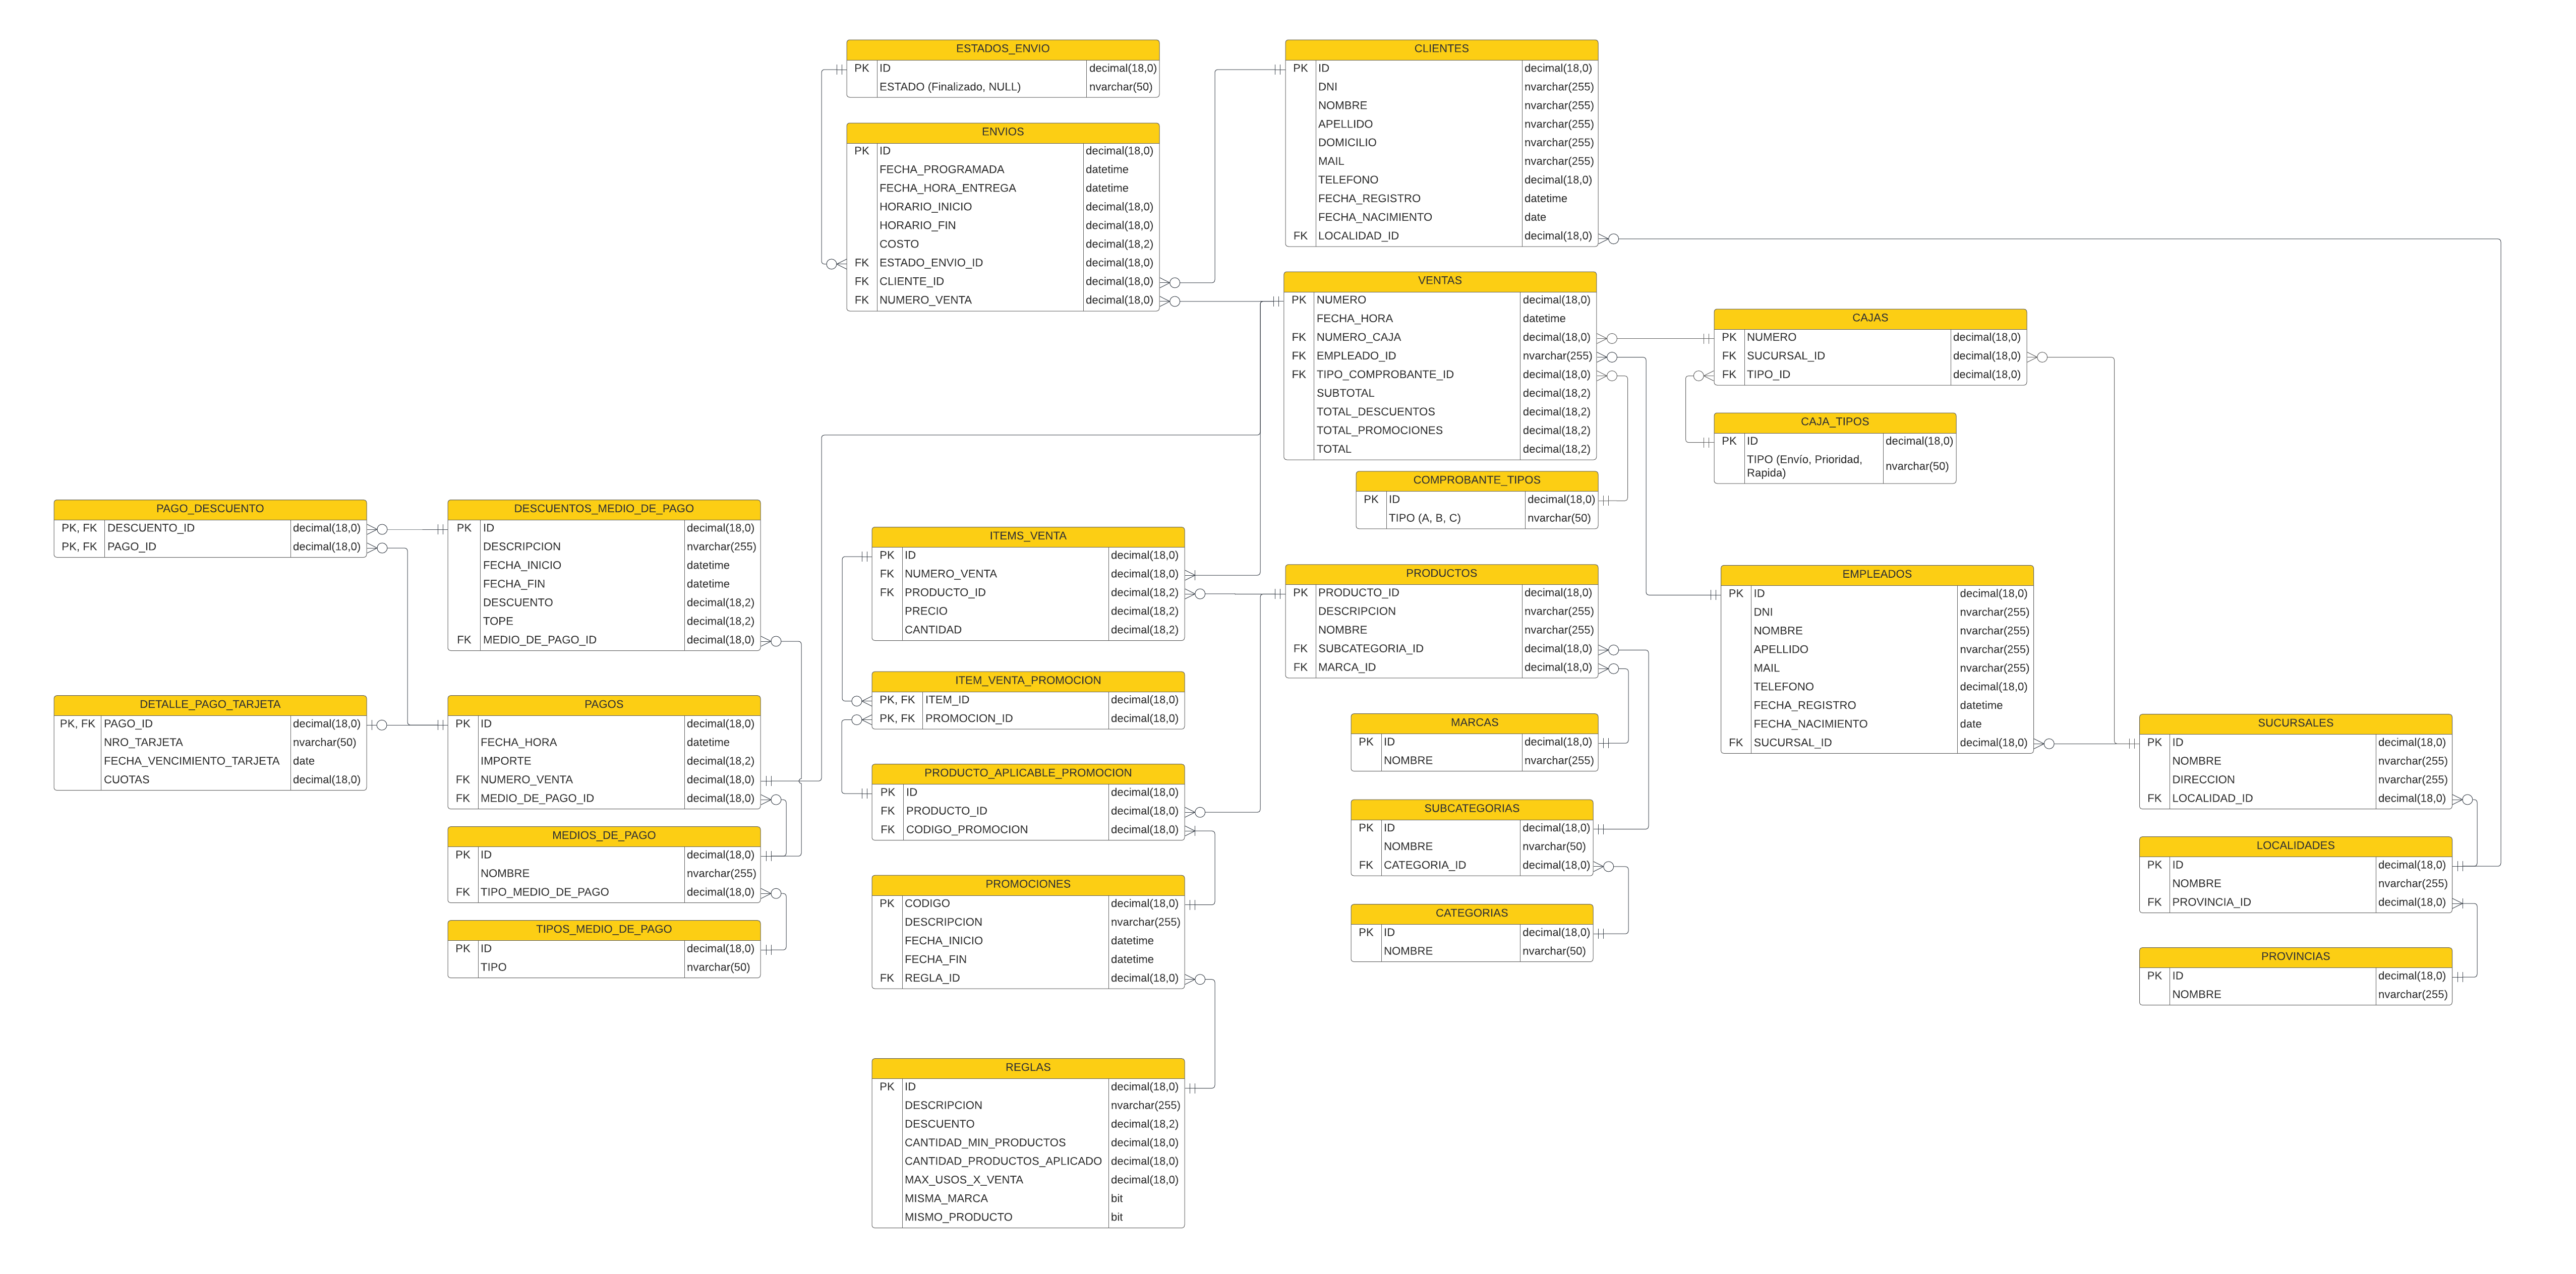 ESTADOS_ENVIO
PK ID decimal(18,0)
ESTADO (Finalizado, NULL) nvarchar(50)
ENVIOS
PK ID decimal(18,0)
FECHA_PROGRAMADA datetime
FECHA_HORA_ENTREGA datetime
HORARIO_INICIO decimal(18,0)
HORARIO_FIN decimal(18,0)
COSTO decimal(18,2)
FK ESTADO_ENVIO_ID decimal(18,0)
FK CLIENTE_ID decimal(18,0)
FK NUMERO_VENTA decimal(18,0)
CLIENTES
PK ID decimal(18,0)
DNI nvarchar(255)
NOMBRE nvarchar(255)
APELLIDO nvarchar(255)
DOMICILIO nvarchar(255)
MAIL nvarchar(255)
TELEFONO decimal(18,0)
FECHA_REGISTRO datetime
FECHA_NACIMIENTO date
FK LOCALIDAD_ID decimal(18,0)
VENTAS
PK NUMERO decimal(18,0)
FECHA_HORA datetime
FK NUMERO_CAJA decimal(18,0)
FK EMPLEADO_ID nvarchar(255)
FK TIPO_COMPROBANTE_ID decimal(18,0)
SUBTOTAL decimal(18,2)
TOTAL_DESCUENTOS decimal(18,2)
TOTAL_PROMOCIONES decimal(18,2)
TOTAL decimal(18,2)
CAJAS
PK NUMERO decimal(18,0)
FK SUCURSAL_ID decimal(18,0)
FK TIPO_ID decimal(18,0)
CAJA_TIPOS
PK ID decimal(18,0)
TIPO (Envío, Prioridad,
Rapida) nvarchar(50)
COMPROBANTE_TIPOS
PK ID decimal(18,0)
TIPO (A, B, C) nvarchar(50)
PAGO_DESCUENTO
PK, FK DESCUENTO_ID decimal(18,0)
PK, FK PAGO_ID decimal(18,0)
DESCUENTOS_MEDIO_DE_PAGO
PK ID decimal(18,0)
DESCRIPCION nvarchar(255)
FECHA_INICIO datetime
FECHA_FIN datetime
DESCUENTO decimal(18,2)
TOPE decimal(18,2)
FK MEDIO_DE_PAGO_ID decimal(18,0)
ITEMS_VENTA
PK ID decimal(18,0)
FK NUMERO_VENTA decimal(18,0)
FK PRODUCTO_ID decimal(18,2)
PRECIO decimal(18,2)
CANTIDAD decimal(18,2)
PRODUCTOS
PK PRODUCTO_ID decimal(18,0)
DESCRIPCION nvarchar(255)
NOMBRE nvarchar(255)
FK SUBCATEGORIA_ID decimal(18,0)
FK MARCA_ID decimal(18,0)
EMPLEADOS
PK ID decimal(18,0)
DNI nvarchar(255)
NOMBRE nvarchar(255)
APELLIDO nvarchar(255)
MAIL nvarchar(255)
TELEFONO decimal(18,0)
FECHA_REGISTRO datetime
FECHA_NACIMIENTO date
FK SUCURSAL_ID decimal(18,0)
DETALLE_PAGO_TARJETA
PK, FK PAGO_ID decimal(18,0)
NRO_TARJETA nvarchar(50)
FECHA_VENCIMIENTO_TARJETA date
CUOTAS decimal(18,0)
PAGOS
PK ID decimal(18,0)
FECHA_HORA datetime
IMPORTE decimal(18,2)
FK NUMERO_VENTA decimal(18,0)
FK MEDIO_DE_PAGO_ID decimal(18,0)
ITEM_VENTA_PROMOCION
PK, FK ITEM_ID decimal(18,0)
PK, FK PROMOCION_ID decimal(18,0)
MARCAS
PK ID decimal(18,0)
NOMBRE nvarchar(255)
SUCURSALES
PK ID decimal(18,0)
NOMBRE nvarchar(255)
DIRECCION nvarchar(255)
FK LOCALIDAD_ID decimal(18,0)
PRODUCTO_APLICABLE_PROMOCION
PK ID decimal(18,0)
FK PRODUCTO_ID decimal(18,0)
FK CODIGO_PROMOCION decimal(18,0)
SUBCATEGORIAS
PK ID decimal(18,0)
NOMBRE nvarchar(50)
FK CATEGORIA_ID decimal(18,0)
MEDIOS_DE_PAGO
PK ID decimal(18,0)
NOMBRE nvarchar(255)
FK TIPO_MEDIO_DE_PAGO decimal(18,0)
LOCALIDADES
PK ID decimal(18,0)
NOMBRE nvarchar(255)
FK PROVINCIA_ID decimal(18,0)
PROMOCIONES
PK CODIGO decimal(18,0)
DESCRIPCION nvarchar(255)
FECHA_INICIO datetime
FECHA_FIN datetime
FK REGLA_ID decimal(18,0)
CATEGORIAS
PK ID decimal(18,0)
NOMBRE nvarchar(50)
TIPOS_MEDIO_DE_PAGO
PK ID decimal(18,0)
TIPO nvarchar(50)
PROVINCIAS
PK ID decimal(18,0)
NOMBRE nvarchar(255)
REGLAS
PK ID decimal(18,0)
DESCRIPCION nvarchar(255)
DESCUENTO decimal(18,2)
CANTIDAD_MIN_PRODUCTOS decimal(18,0)
CANTIDAD_PRODUCTOS_APLICADO decimal(18,0)
MAX_USOS_X_VENTA decimal(18,0)
MISMA_MARCA bit
MISMO_PRODUCTO bit